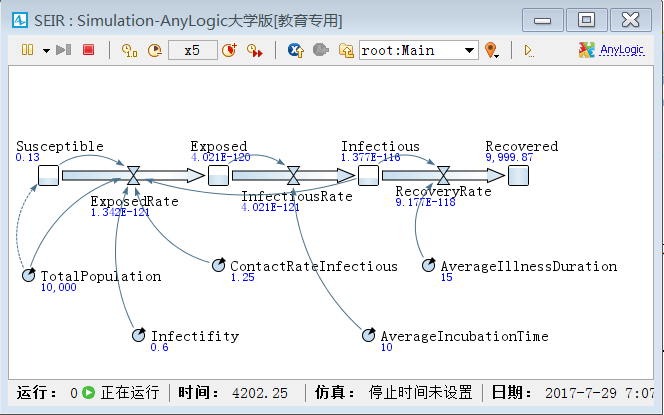 SEIR : Simulation-AnyLogic大学版[教育专用]
x5 root:Main AnyLogic
Susceptible Exposed Infectious Recovered
0.13 4.021E-120 1.377E-116 9,999.87
ExposedRate InfectiousRate RecoveryRate
1.342E-121 4.021E-121 9.177E-118
TotalPopulation ContactRateInfectious AverageIllnessDuration
10,000 1.25 15
Infectifity AverageIncubationTime
0.6 10
运行： 0 正在运行 时间： 4202.25 仿真： 停止时间未设置 日期： 2017-7-29 7:07